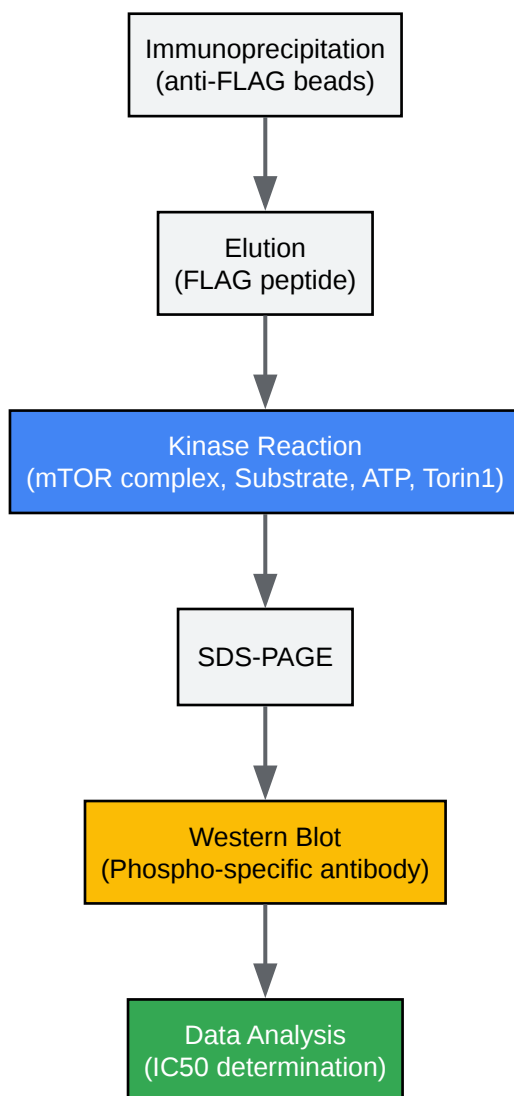 Immunoprecipitation
(anti-FLAG beads)
Elution
(FLAG peptide)
Kinase Reaction
(mTOR complex, Substrate, ATP, Torin1)
SDS-PAGE
Western Blot
(Phospho-specific antibody)
Data Analysis
(IC50 determination)